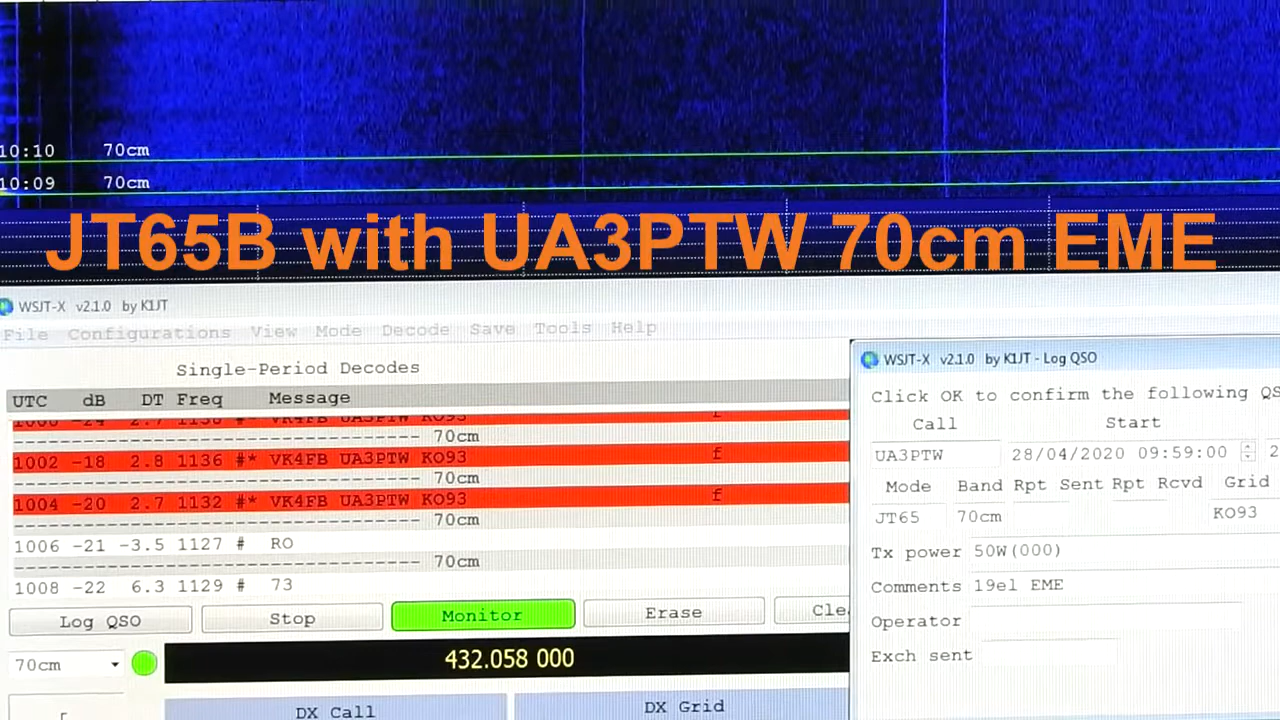 10:10 70cm
10:09 70cm
JT65B with UA3PTW 70cm EME
WSJT-X v2.1.0 by K1JT
File Configurations View Mode Decode Save Tools Help
Single-Period Decodes
UTC dB DT Freq Message
---------------------------------- 70cm
1002 -18 2.8 1136 #* VK4FB UA3PTW KO93 f
---------------------------------- 70cm
1004 -20 2.7 1132 #* VK4FB UA3PTW KO93 f
---------------------------------- 70cm
1006 -21 -3.5 1127 # RO
---------------------------------- 70cm
1008 -22 6.3 1129 # 73
Log QSO Stop Monitor Erase
70cm 432.058 000
DX Call DX Grid
WSJT-X v2.1.0 by K1JT - Log QSO
Click OK to confirm the following
Call Start
UA3PTW 28/04/2020 09:59:00
Mode Band Rpt Sent Rpt Rcvd Grid
JT65 70cm KO93
Tx power 50W(000)
Comments 19el EME
Operator
Exch sent